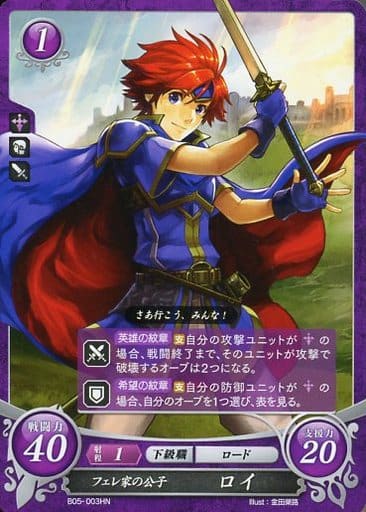 1
さあ行こう、みんな!
英雄の紋章 支 自分の攻撃ユニットが の
場合、戦闘終了まで、そのユニットが攻撃で
破壊するオーブは2つになる。
希望の紋章 支 自分の防御ユニットが の
場合、自分のオーブを1つ選び、表を見る。
戦闘力
40
射程 1 下級職 ロード
支援力
20
フェレ家の公子 ロイ
B05-003HN
Illust:金田榮路